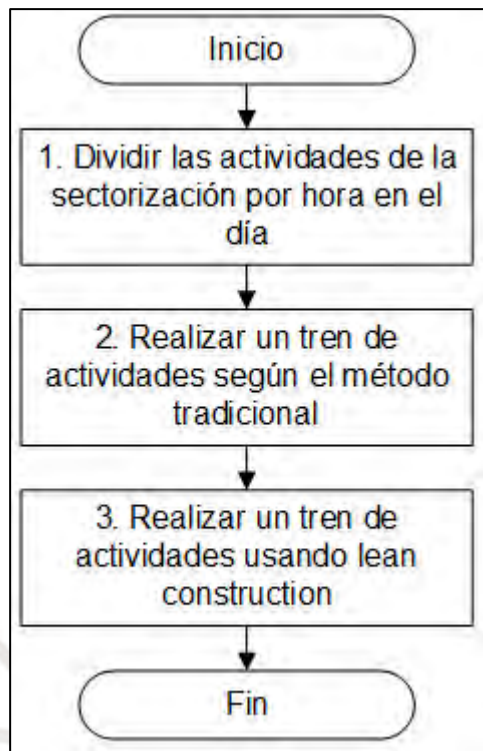 Inicio
1. Dividir las actividades de la
sectorización por hora en el
día
2. Realizar un tren de
actividades según el método
tradicional
3. Realizar un tren de
actividades usando lean
construction
Fin